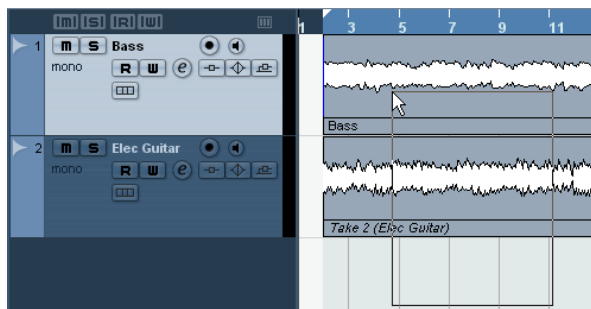 [m] [S] [R] [W]
1 3 5 7 9 11
1 m S Bass
mono R W e
Bass
2 m S Elec Guitar
mono R W e
Take 2 (Elec Guitar)